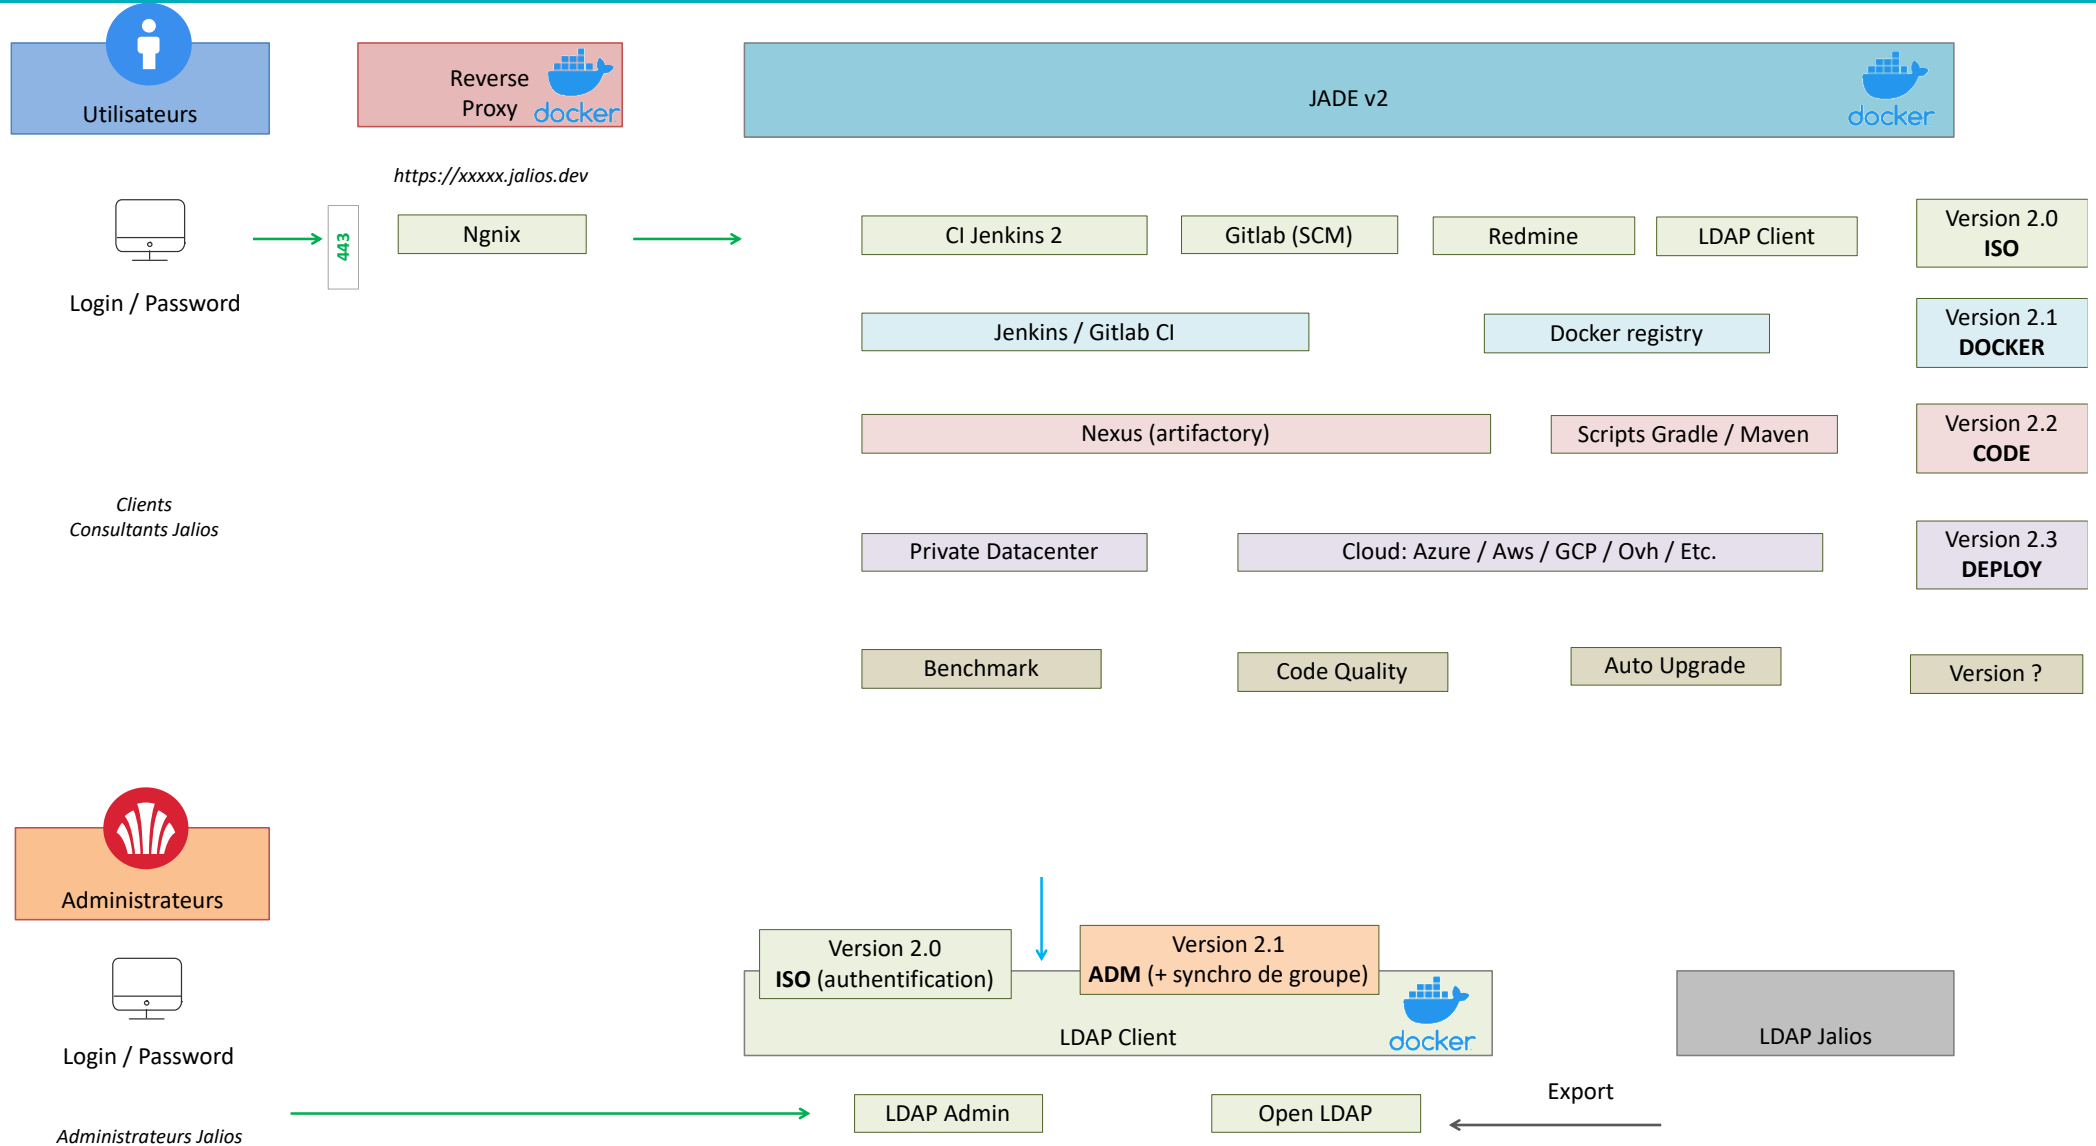 Utilisateurs
Reverse
Proxy
docker
JADE v2
docker
https://xxxxx.jalios.dev
443
Ngnix
CI Jenkins 2
Gitlab (SCM)
Redmine
LDAP Client
Version 2.0
ISO
Login / Password
Jenkins / Gitlab CI
Docker registry
Version 2.1
DOCKER
Nexus (artifactory)
Scripts Gradle / Maven
Version 2.2
CODE
Clients
Consultants Jalios
Private Datacenter
Cloud: Azure / Aws / GCP / Ovh / Etc.
Version 2.3
DEPLOY
Benchmark
Code Quality
Auto Upgrade
Version ?
Administrateurs
Version 2.0
ISO (authentification)
Version 2.1
ADM (+ synchro de groupe)
LDAP Client
docker
LDAP Jalios
Login / Password
LDAP Admin
Open LDAP
Export
Administrateurs Jalios